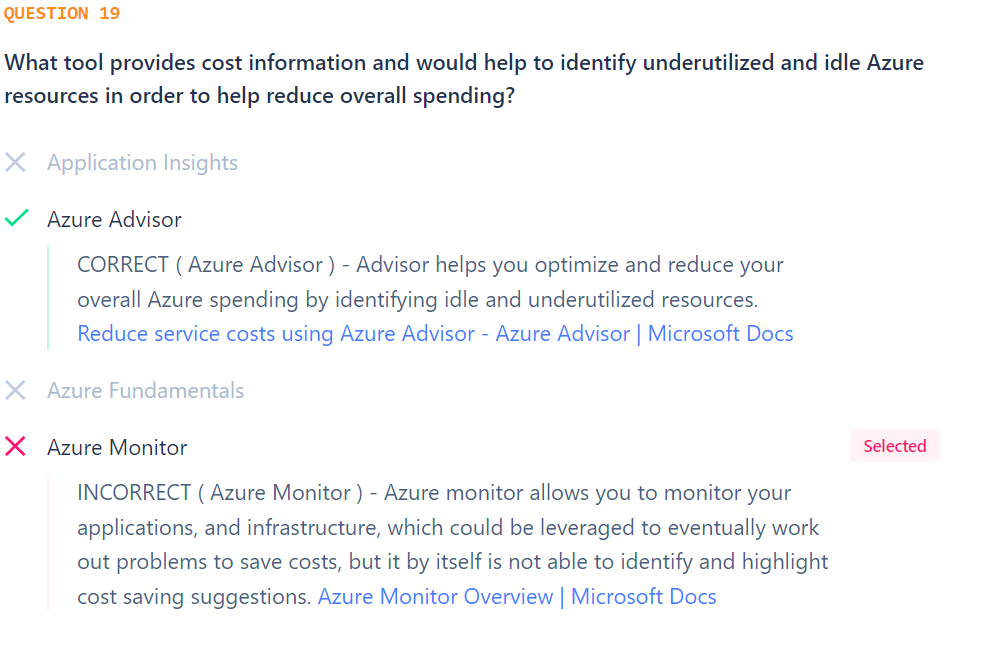 QUESTION 19
What tool provides cost information and would help to identify underutilized and idle Azure
resources in order to help reduce overall spending?
Application Insights
Azure Advisor
CORRECT ( Azure Advisor ) - Advisor helps you optimize and reduce your
overall Azure spending by identifying idle and underutilized resources.
Reduce service costs using Azure Advisor - Azure Advisor | Microsoft Docs
Azure Fundamentals
Azure Monitor
Selected
INCORRECT ( Azure Monitor ) - Azure monitor allows you to monitor your
applications, and infrastructure, which could be leveraged to eventually work
out problems to save costs, but it by itself is not able to identify and highlight
cost saving suggestions. Azure Monitor Overview | Microsoft Docs